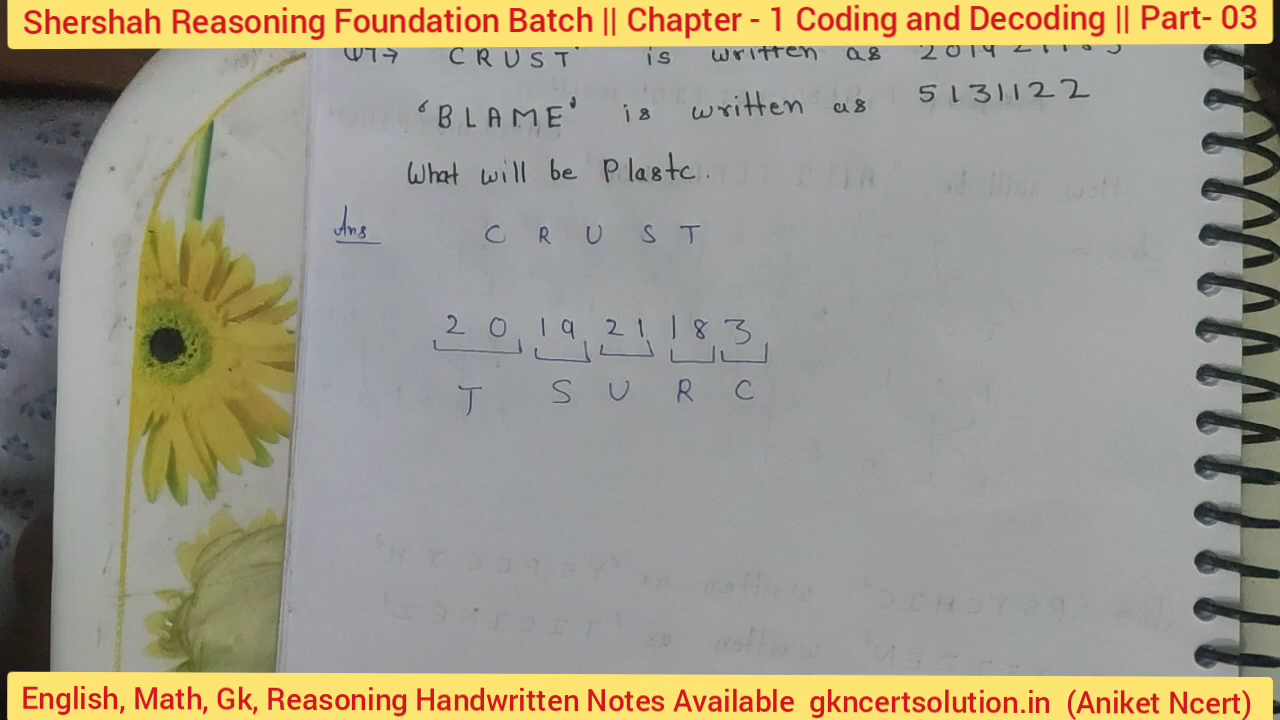 Shershah Reasoning Foundation Batch || Chapter - 1 Coding and Decoding || Part- 03
CRUST' is written as
'BLAME' is written as 5131122
What will be Plastc.
Ans C R U S T
2 0 19 21 18 3
T S U R C
English, Math, Gk, Reasoning Handwritten Notes Available gkncertsolution.in (Aniket Ncert)